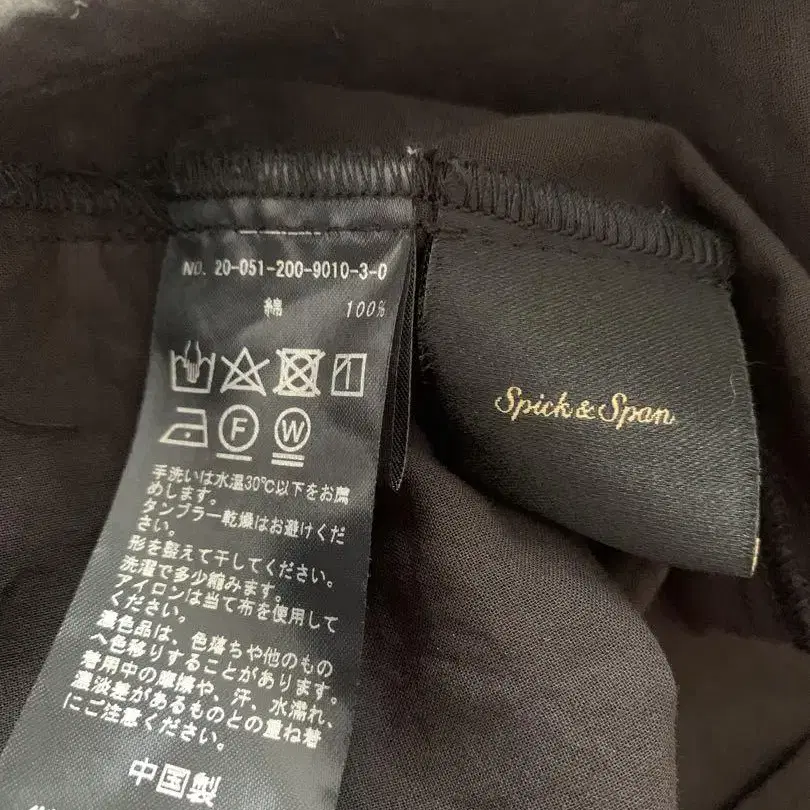 NO. 20-051-200-9010-3-0
綿 100%
F W
手洗いは水温30℃以下をお薦
めします。
タンブラー乾燥はお避けくだ
さい。
形を整えて干してください。
洗濯で多少縮みます。
アイロンは当て布を使用して
ください。
濃色品は、色落ちや他のもの
へ色移りすることがあります。
着用中の摩擦や、汗、水濡れ、
濃淡差があるものとの重ね着
にご注意ください。
中国製
Spick & Span